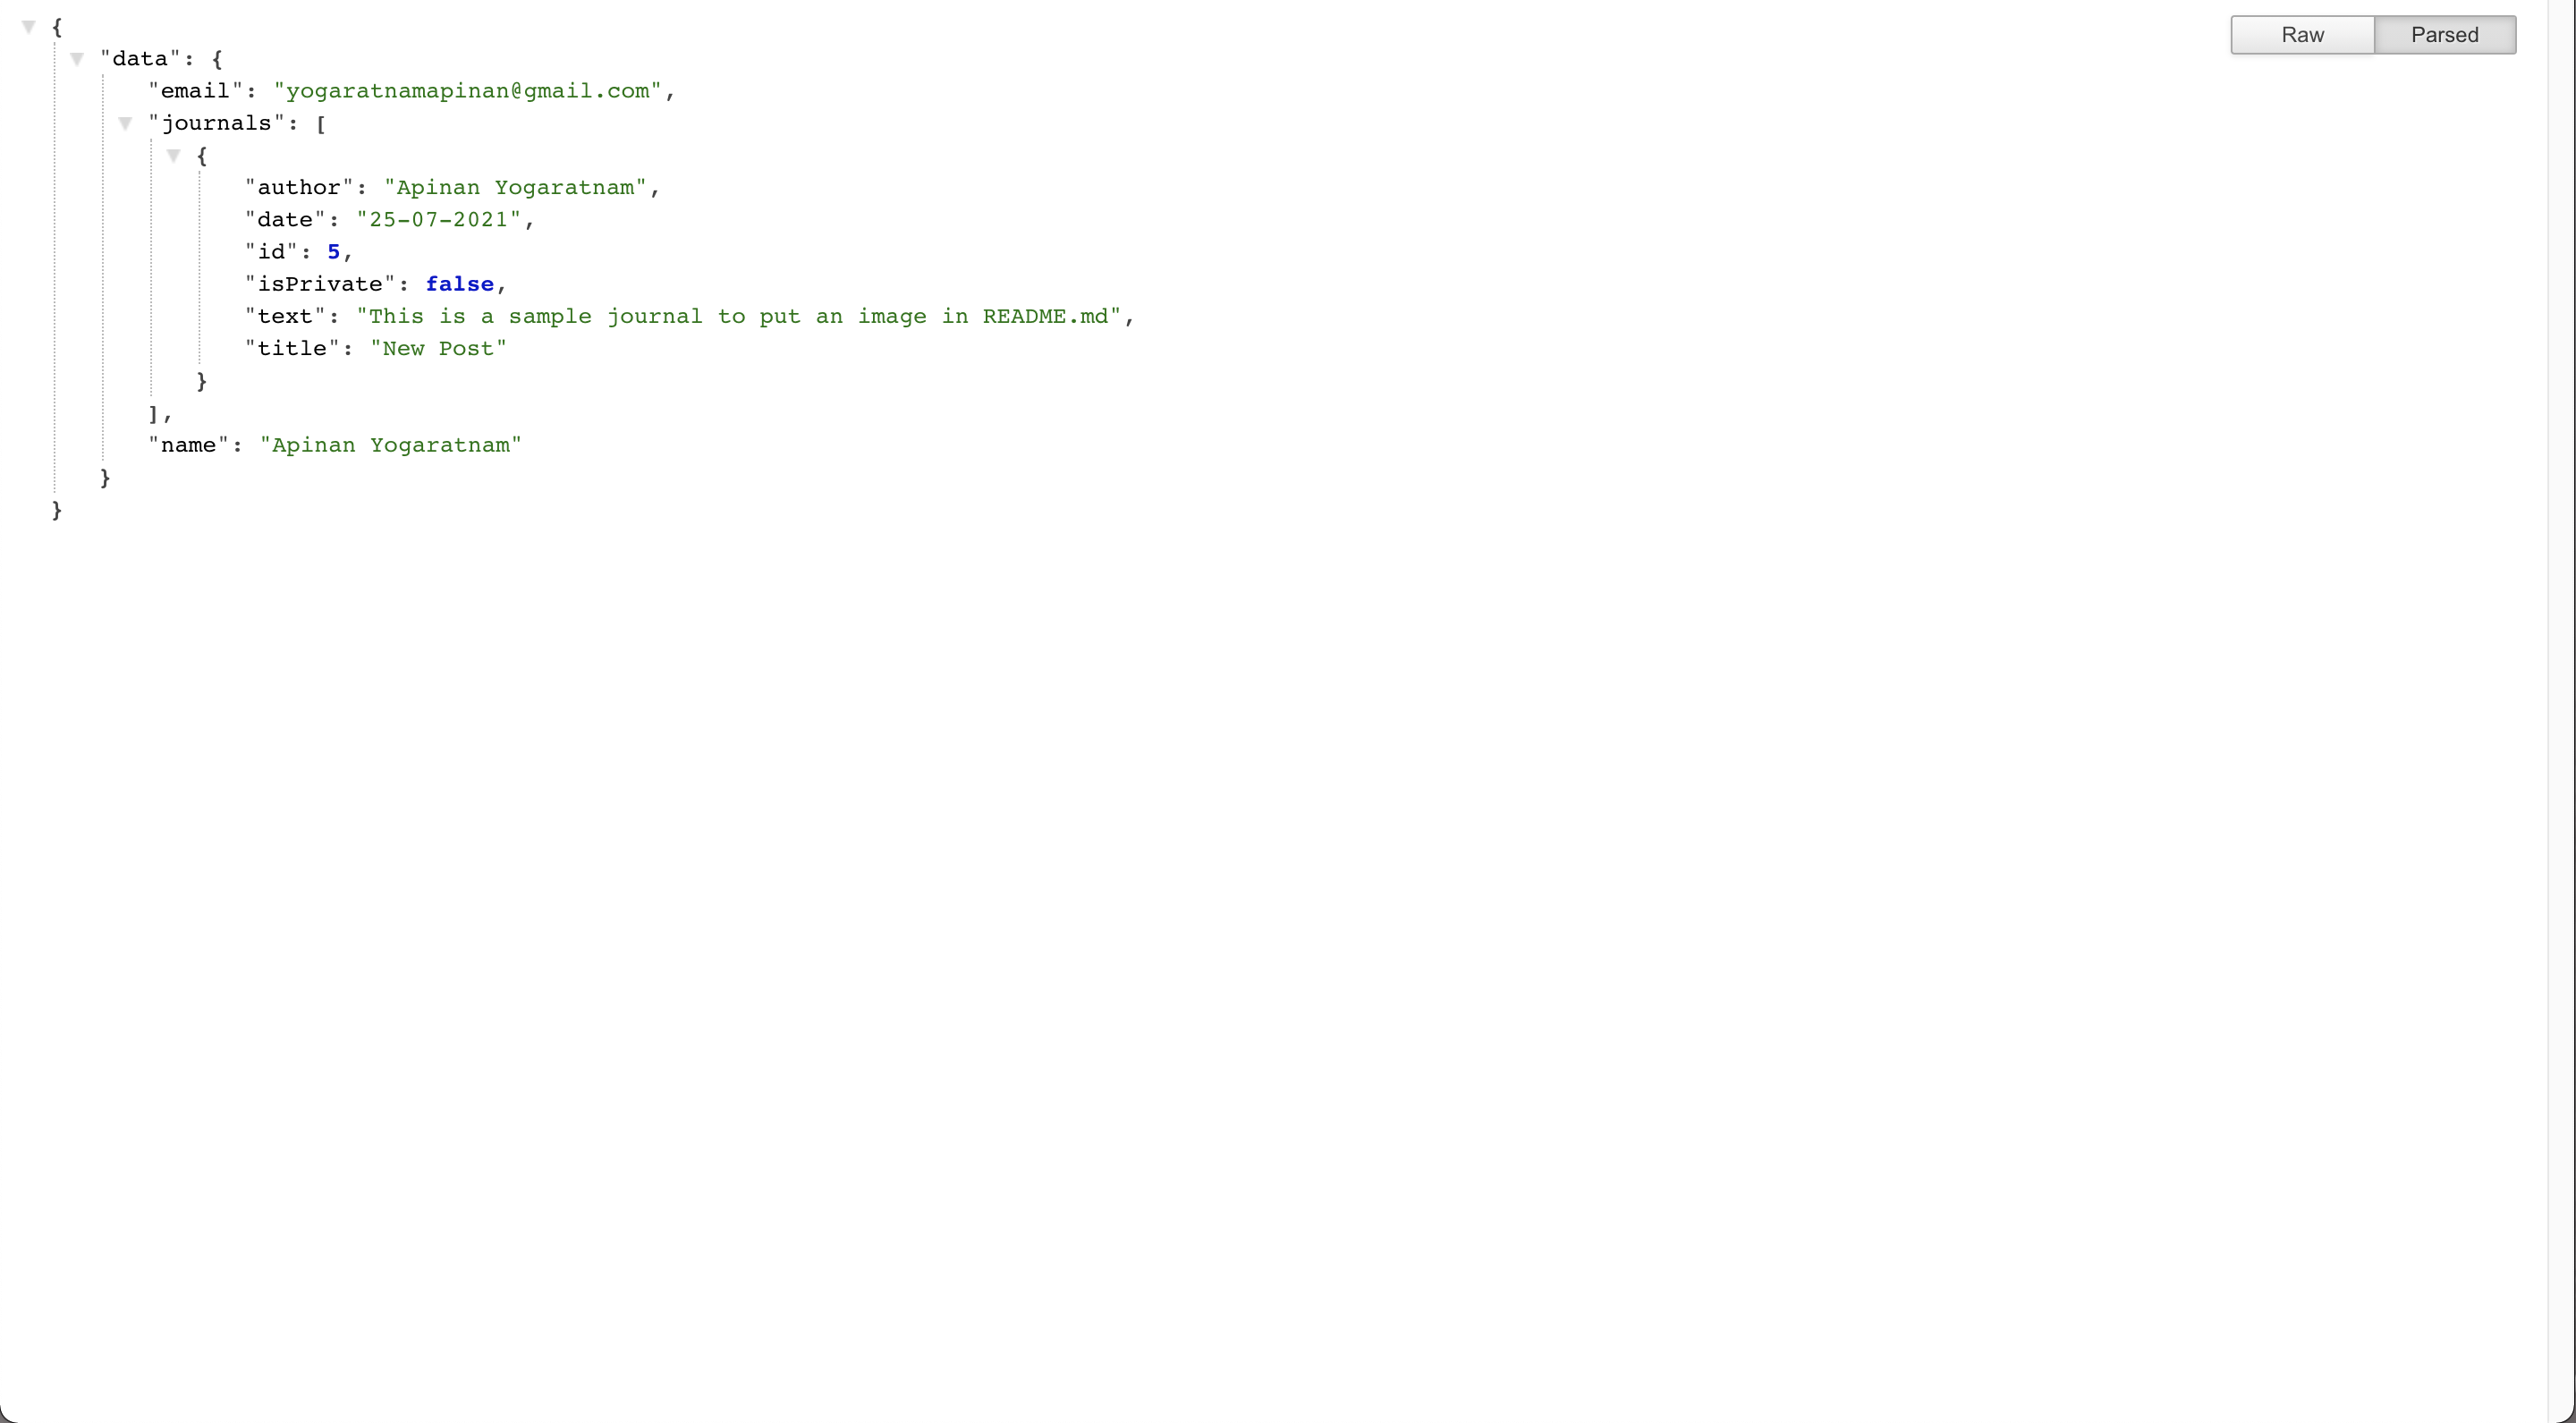 {
"data": {
"email": "yogaratnamapinan@gmail.com",
"journals": [
{
"author": "Apinan Yogaratnam",
"date": "25-07-2021",
"id": 5,
"isPrivate": false,
"text": "This is a sample journal to put an image in README.md",
"title": "New Post"
}
],
"name": "Apinan Yogaratnam"
}
}
Raw Parsed